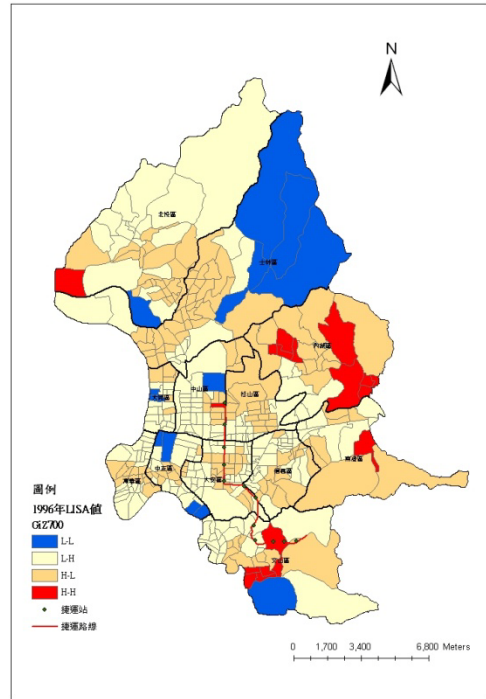 N
北投區
士林區
內湖區
中山區
松山區
大同區
南港區
中正區
大安區
信義區
萬華區
文山區
圖例
1996年LISA值
GiZ700
L-L
L-H
H-L
H-H
捷運站
捷運路線
0 1,700 3,400 6,800 Meters